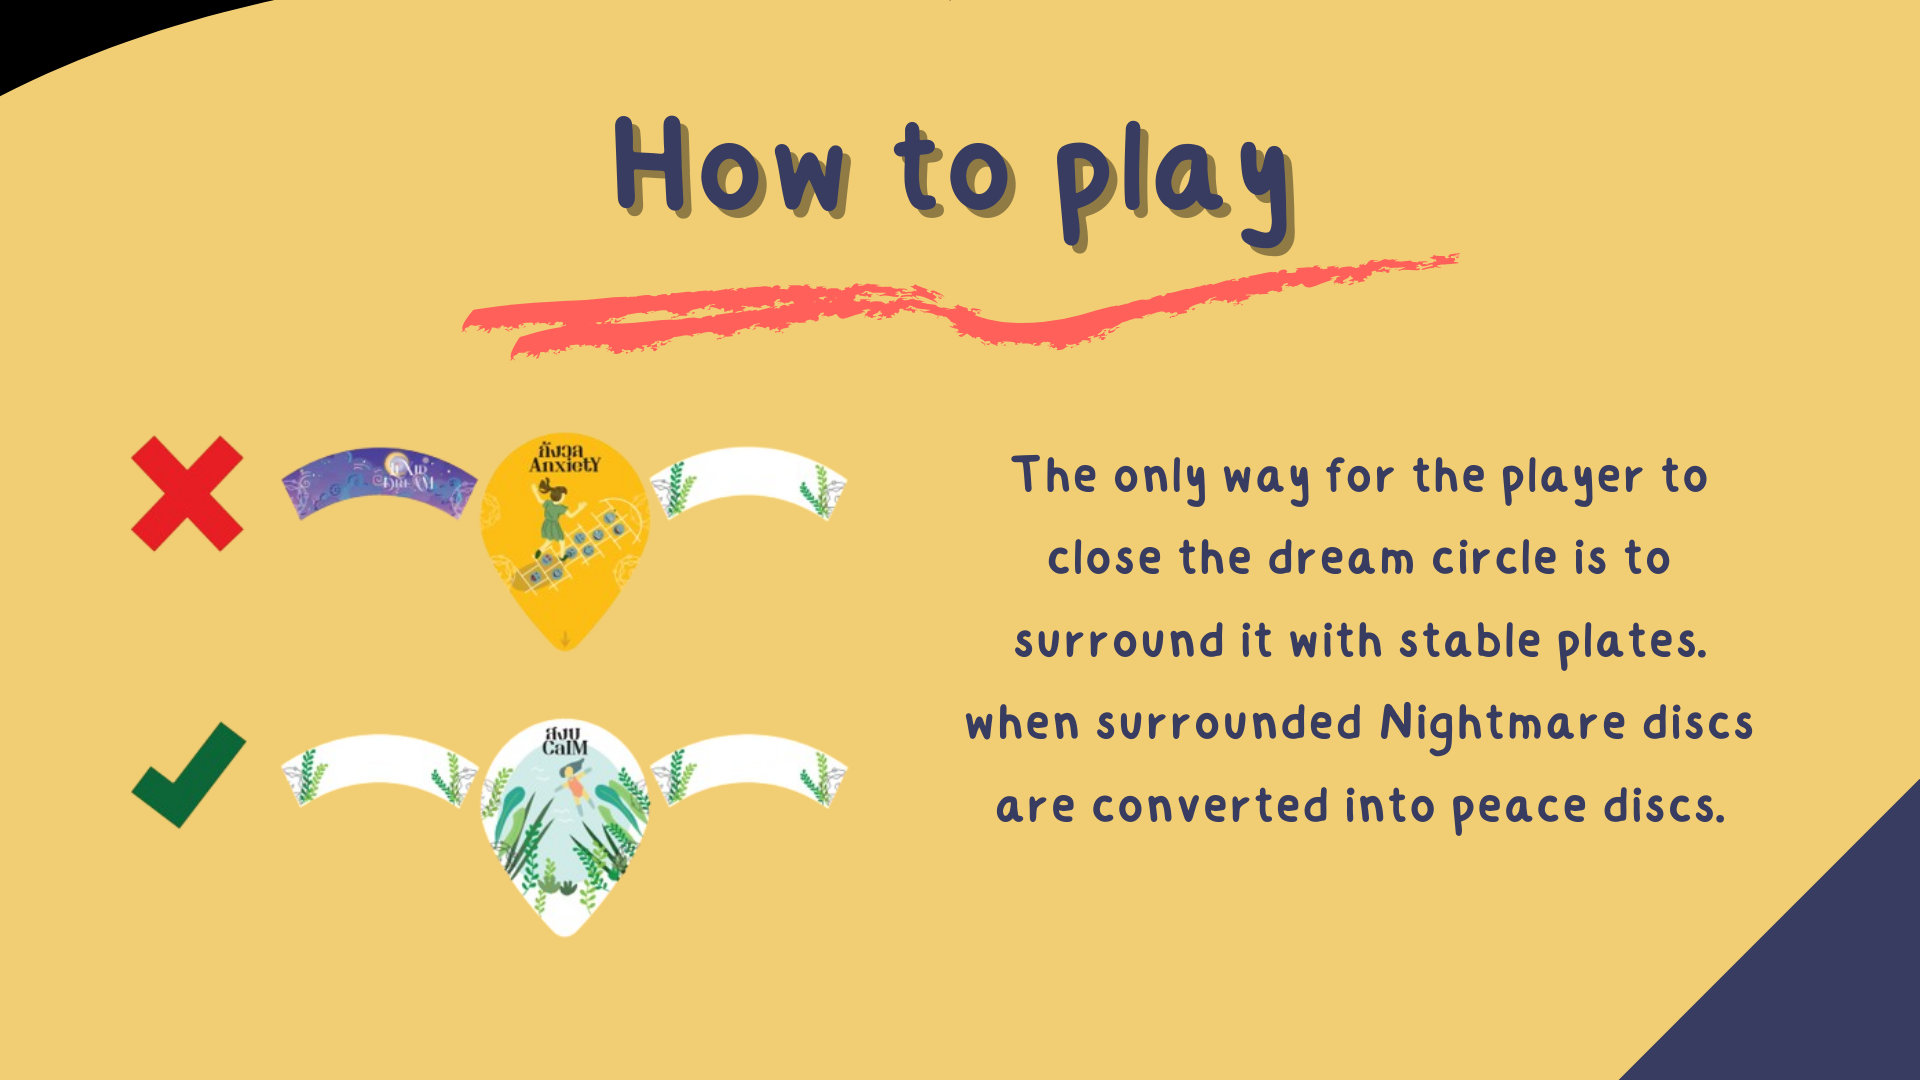 How to play
กังวล
Anxiety
The only way for the player to
close the dream circle is to
surround it with stable plates.
when surrounded Nightmare discs
are converted into peace discs.
สงบ
CalM